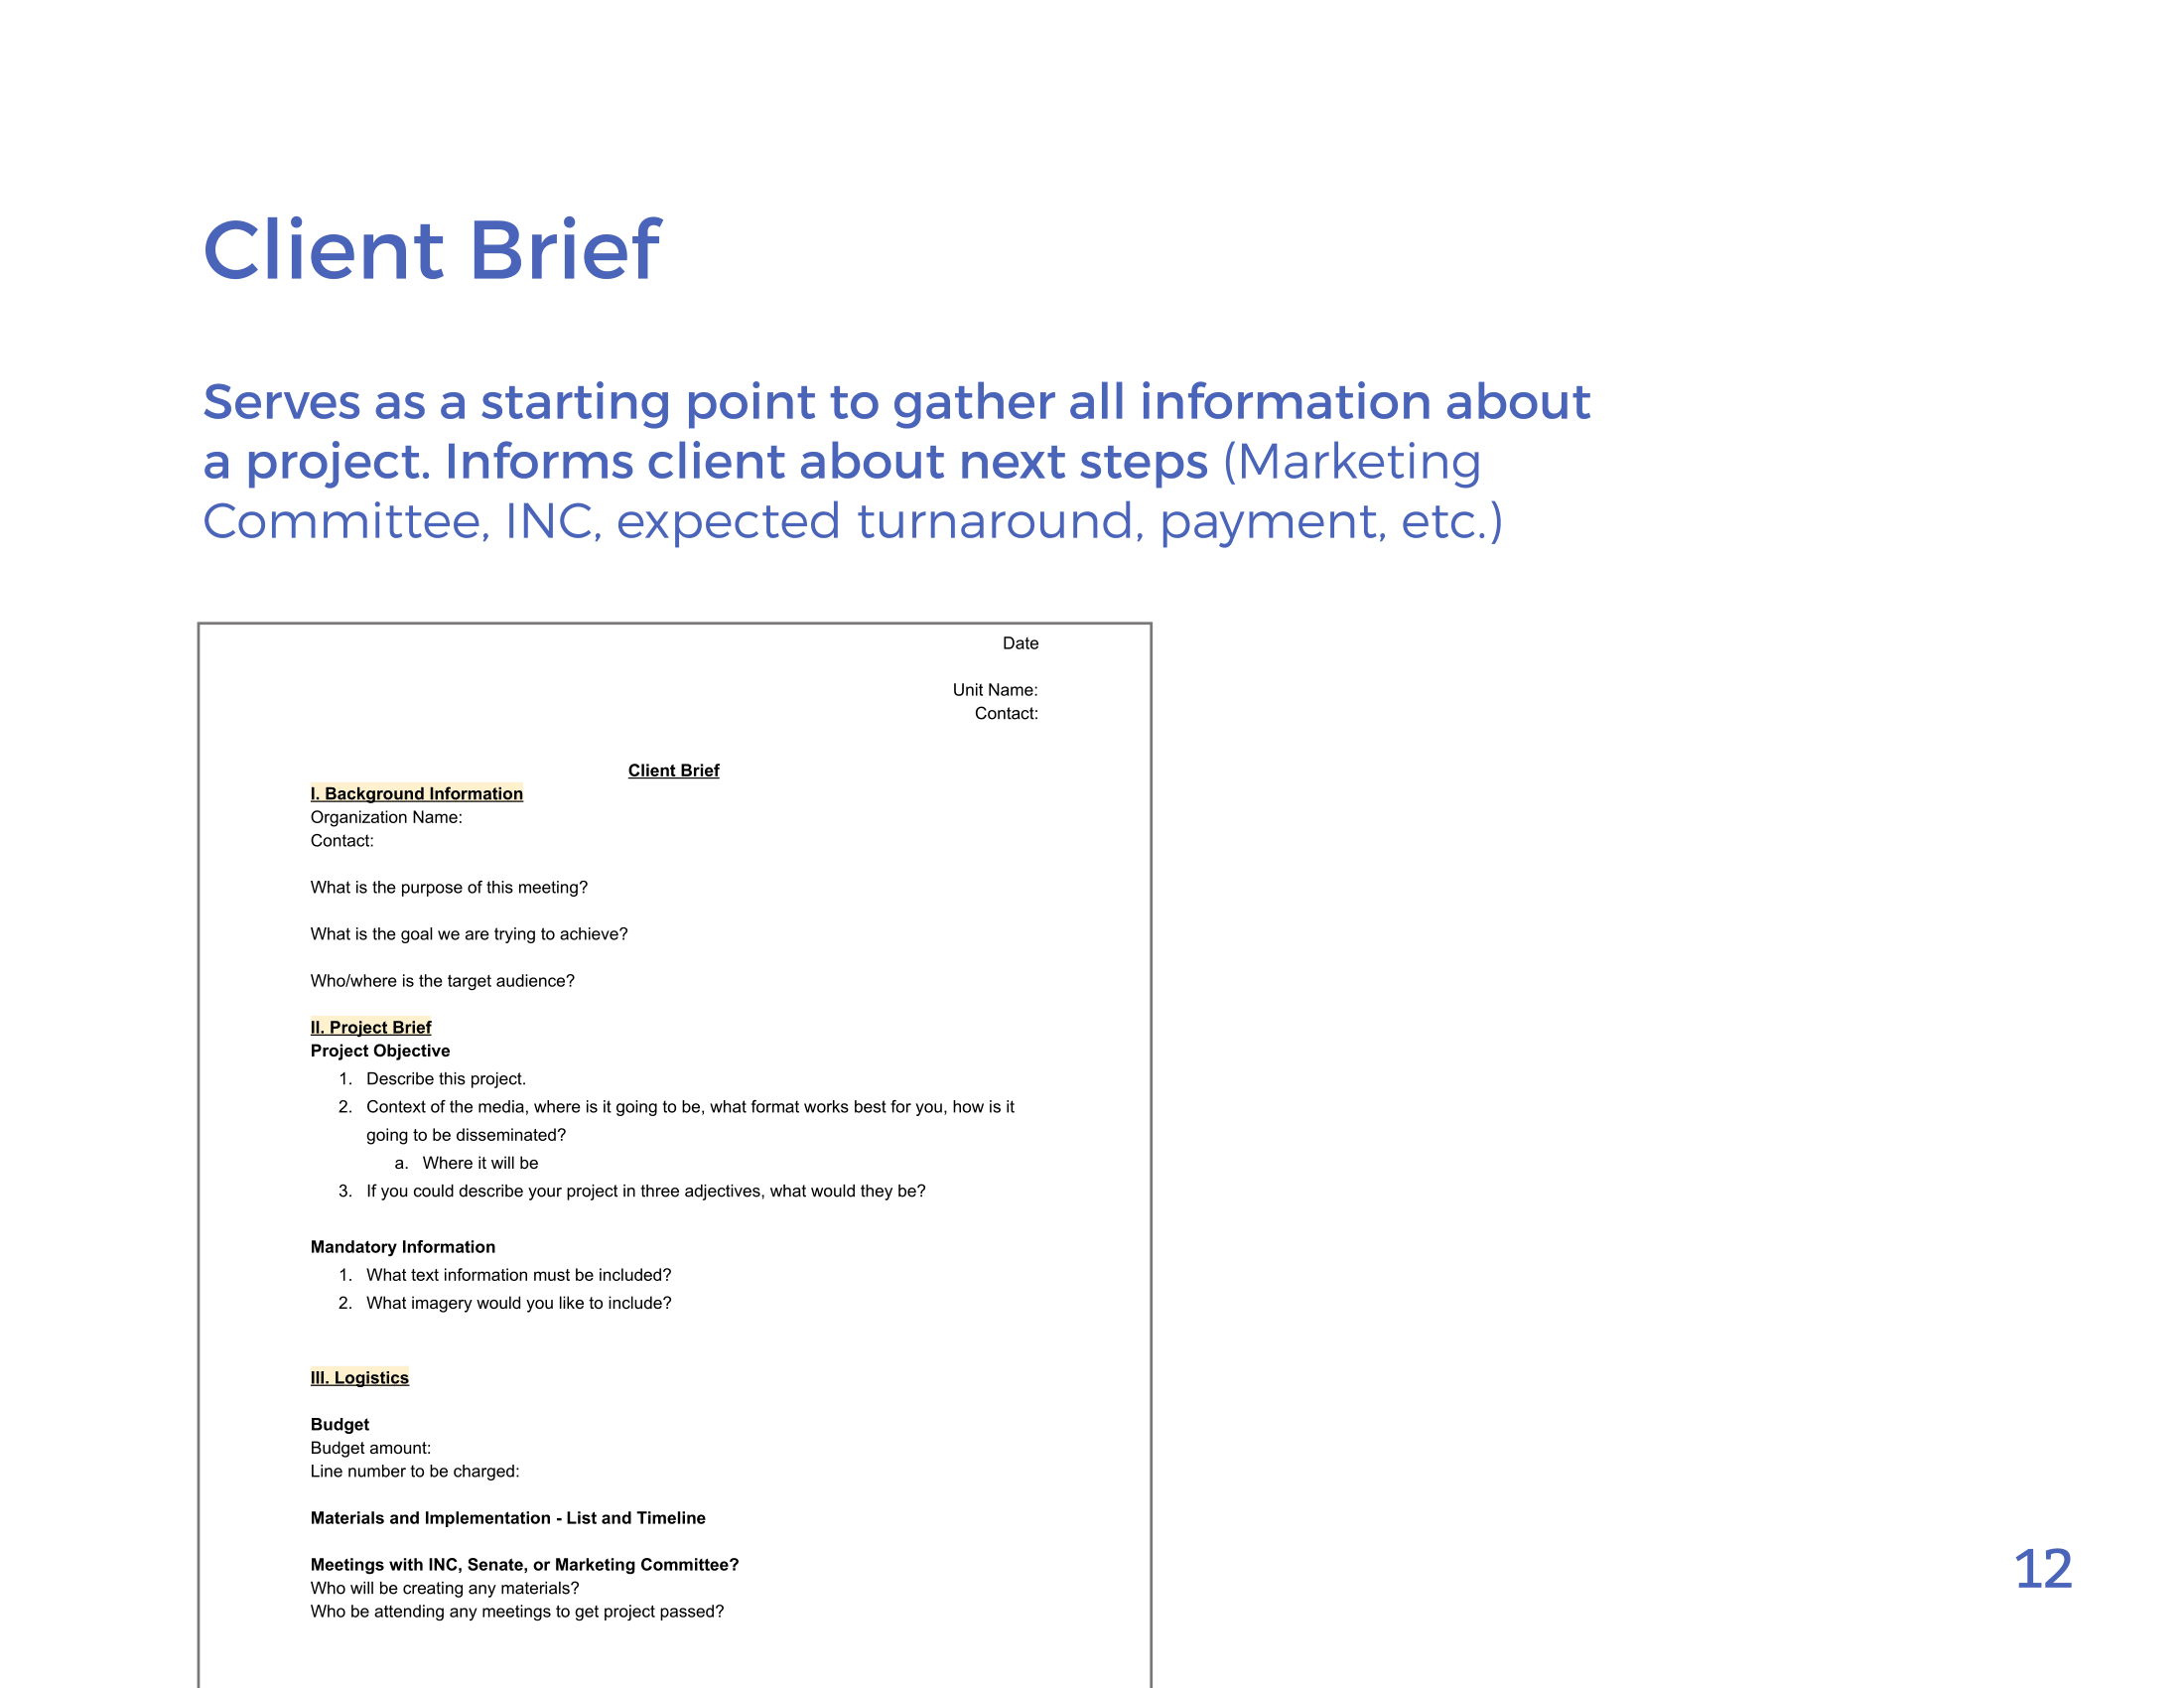 Client Brief
Serves as a starting point to gather all information about
a project. Informs client about next steps (Marketing
Committee, INC, expected turnaround, payment, etc.)
Date
Unit Name:
Contact:
Client Brief
I. Background Information
Organization Name:
Contact:
What is the purpose of this meeting?
What is the goal we are trying to achieve?
Who/where is the target audience?
II. Project Brief
Project Objective
1. Describe this project.
2. Context of the media, where is it going to be, what format works best for you, how is it
going to be disseminated?
a. Where it will be
3. If you could describe your project in three adjectives, what would they be?
Mandatory Information
1. What text information must be included?
2. What imagery would you like to include?
III. Logistics
Budget
Budget amount:
Line number to be charged:
Materials and Implementation - List and Timeline
Meetings with INC, Senate, or Marketing Committee?
Who will be creating any materials?
Who be attending any meetings to get project passed?
12